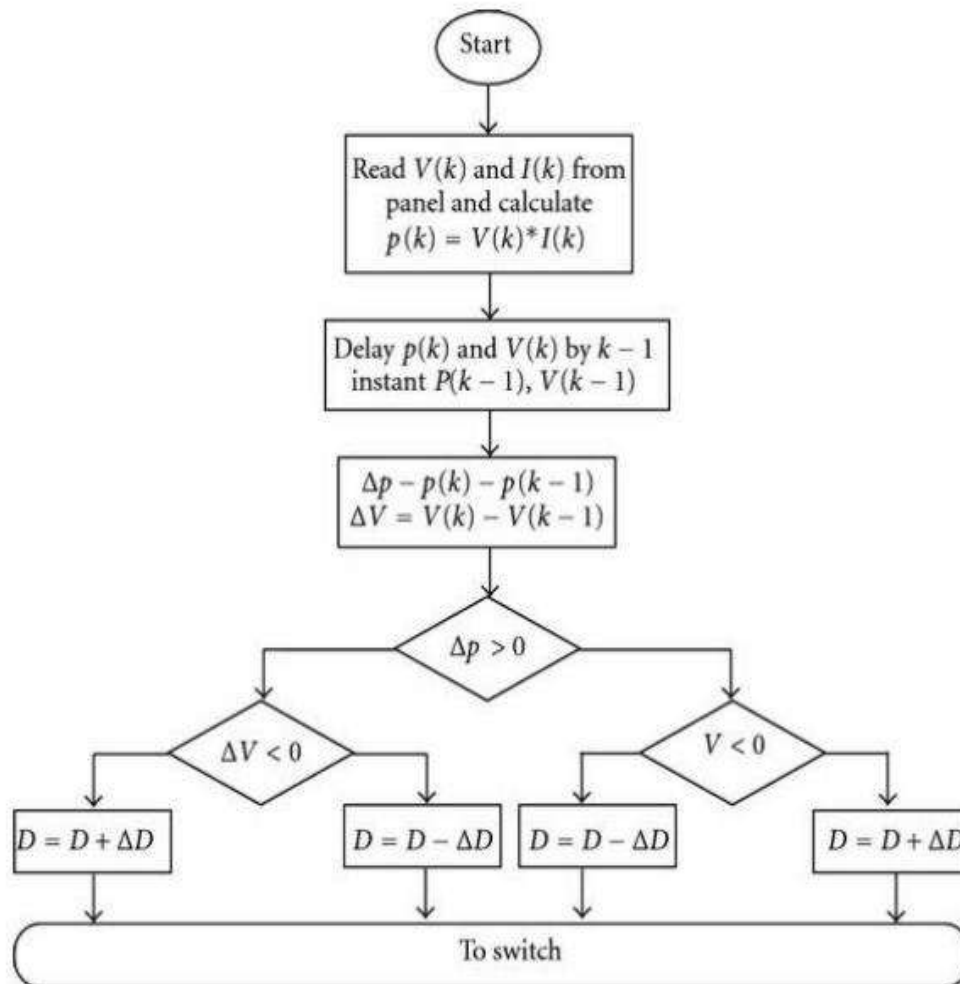 Start
Read V(k) and I(k) from
panel and calculate
p(k) = V(k)*I(k)
Delay p(k) and V(k) by k − 1
instant P(k − 1), V(k − 1)
Δp − p(k) − p(k − 1)
ΔV = V(k) − V(k − 1)
Δp > 0
ΔV < 0
V < 0
D = D + ΔD
D = D − ΔD
D = D − ΔD
D = D + ΔD
To switch